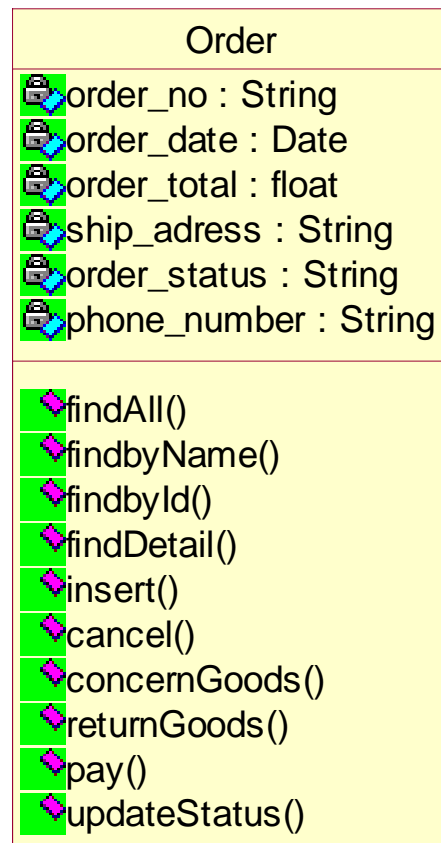 Order
order_no : String
order_date : Date
order_total : float
ship_adress : String
order_status : String
phone_number : String
findAll()
findbyName()
findbyId()
findDetail()
insert()
cancel()
concernGoods()
returnGoods()
pay()
updateStatus()